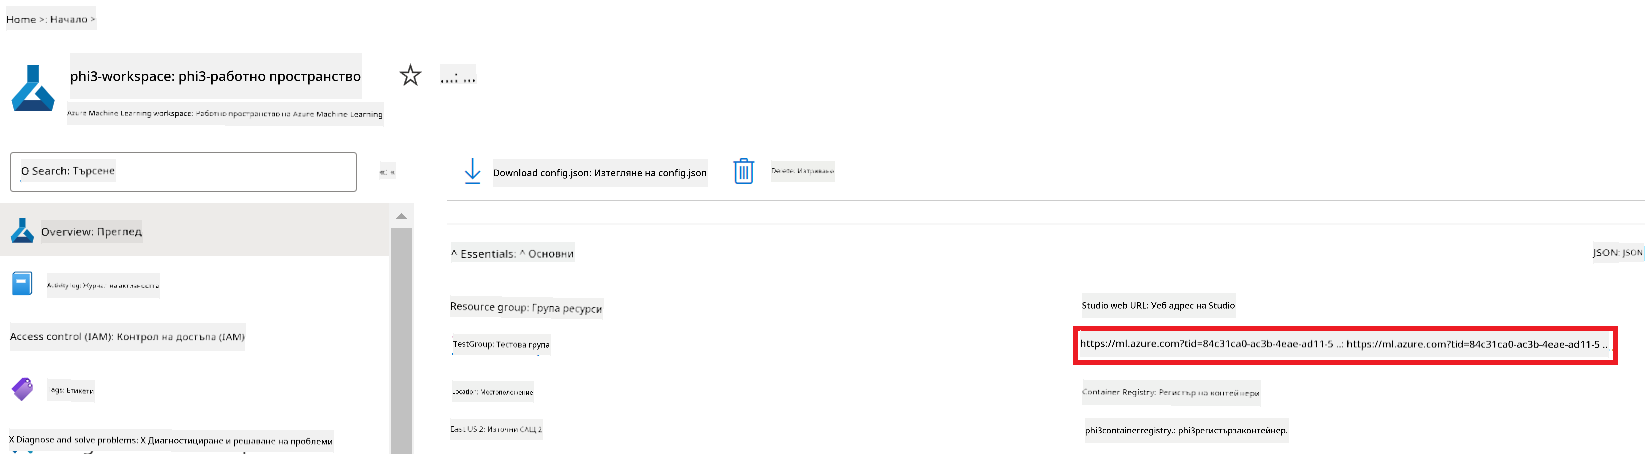 Home >: Начало >
phi3-workspace: phi3-работно пространство
...: ...
Azure Machine Learning workspace: Работно пространство на Azure Machine Learning
O Search: Търсене
Download config.json: Изтегляне на config.json
Delete: Изтриване
Overview: Преглед
^ Essentials: ^ Основни
JSON: JSON
Activity log: Журнал на активността
Resource group: Група ресурси
Studio web URL: Уеб адрес на Studio
Access control (IAM): Контрол на достъпа (IAM)
TestGroup: Тестова група
https://ml.azure.com?tid=84c31ca0-ac3b-4eae-ad11-5 ..: https://ml.azure.com?tid=84c31ca0-ac3b-4eae-ad11-5 ..
ags: Етикети
Location: Местоположение
Container Registry: Регистър на контейнери
East US 2: Източни САЩ 2
phi3containerregistry.: phi3регистързаконтейнер.
X Diagnose and solve problems: X Диагностициране и решаване на проблеми